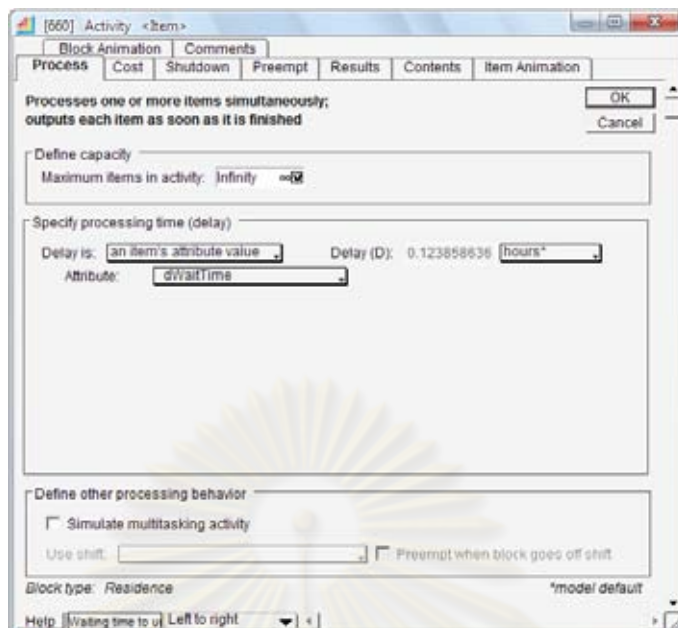 [660] Activity <Item>
Block Animation Comments
Process Cost Shutdown Preempt Results Contents Item Animation
Processes one or more items simultaneously;
outputs each item as soon as it is finished
OK
Cancel
Define capacity
Maximum items in activity: Infinity ∞
Specify processing time (delay)
Delay is: an item's attribute value Delay (D): 0.123858636 hours*
Attribute: dWaitTime
Define other processing behavior
Simulate multitasking activity
Use shift: Preempt when block goes off shift
Block type: Residence *model default
Help Waiting time to u Left to right